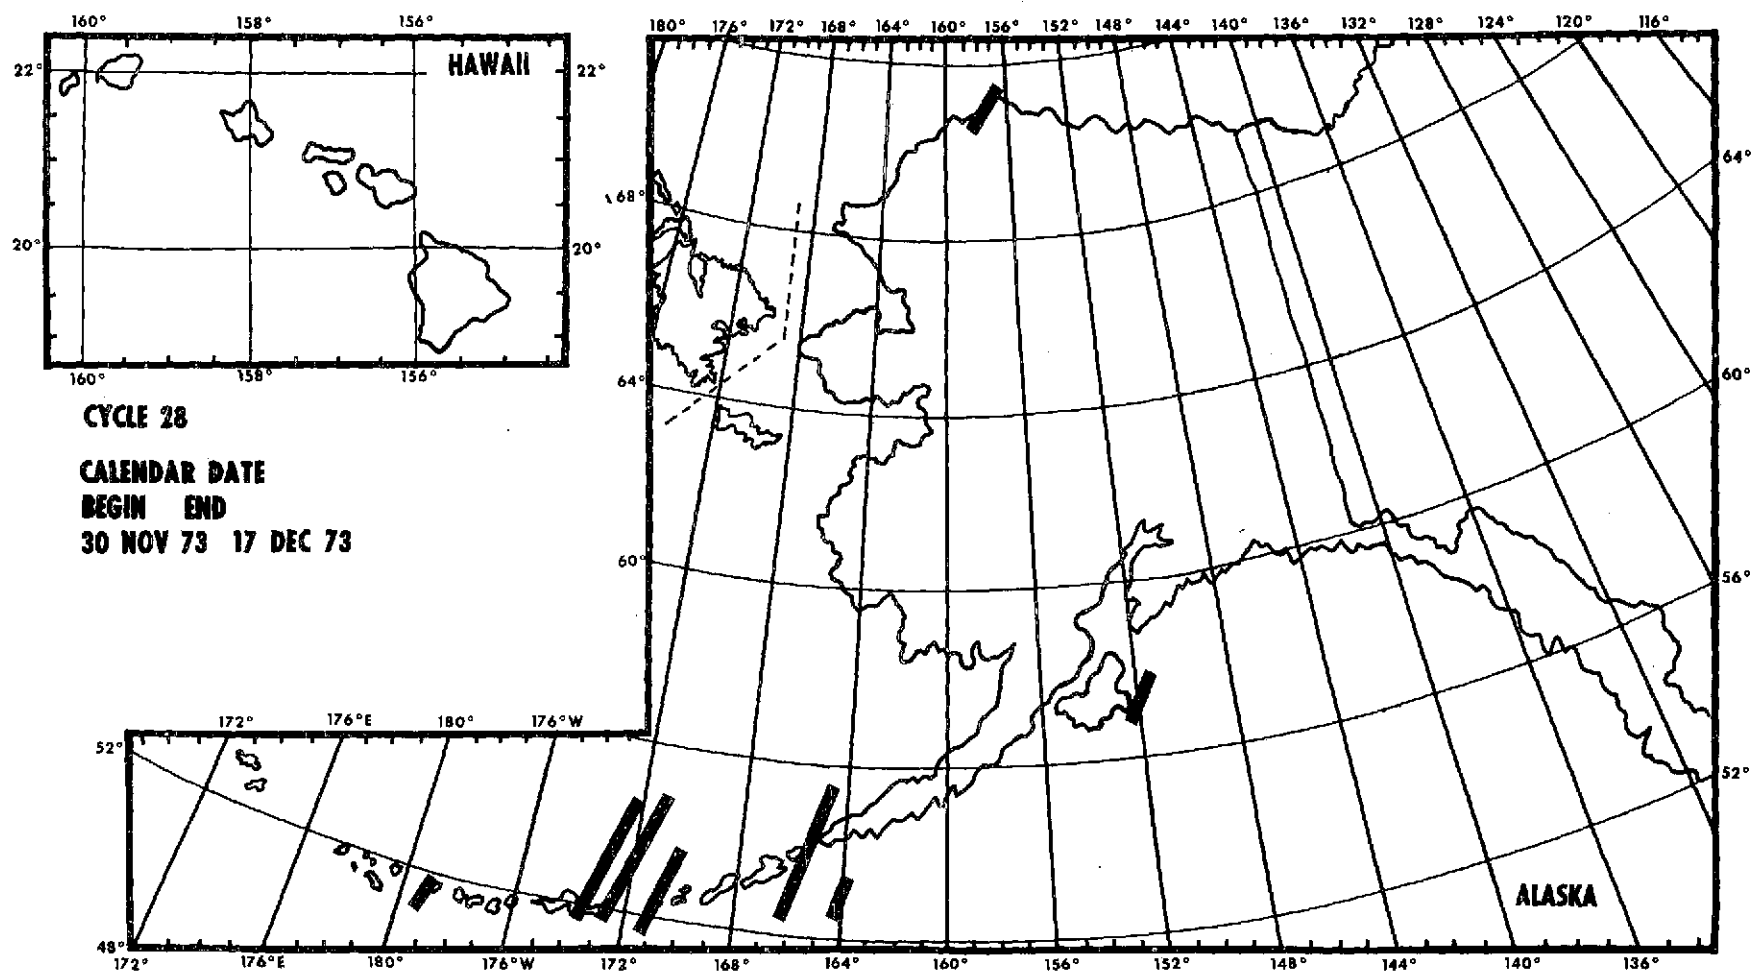 160° 158° 156°
HAWAII
22° 22°
20° 20°
160° 158° 156°
CYCLE 28
CALENDAR DATE
BEGIN END
30 NOV 73 17 DEC 73
180° 176° 172° 168° 164° 160° 156° 152° 148° 144° 140° 136° 132° 128° 124° 120° 116°
68° 64°
64° 60°
60° 56°
172° 176°E 180° 176°W
52° 52°
ALASKA
48°
172° 176°E 180° 176°W 172° 168° 164° 160° 156° 152° 148° 144° 140° 136°